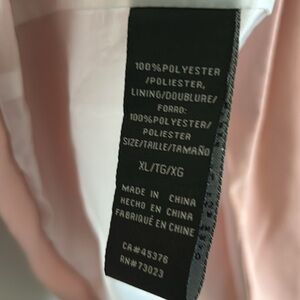 100%POLYESTER
/POLIESTER,
LINING/DOUBLURE/
FORRO:
100%POLYESTER/
POLIESTER
SIZE/TAILLE/TAMAÑO
XL/TG/XG
MADE IN CHINA
HECHO EN CHINA
FABRIQUÉ EN CHINE
CA#45376
RN#73023